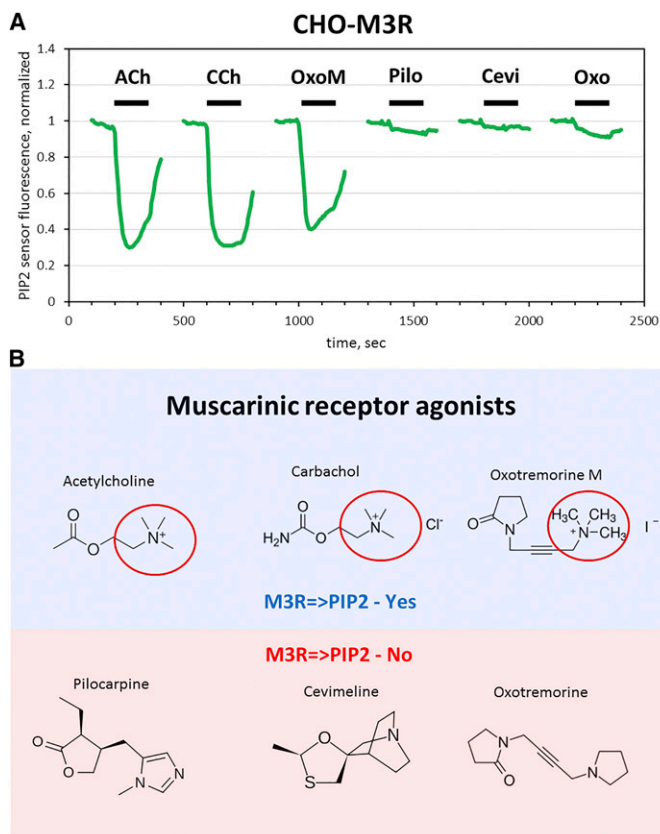 A
CHO-M3R
PIP2 sensor fluorescence, normalized
1.4
1.2
1
0.8
0.6
0.4
0.2
0
ACh CCh OxoM Pilo Cevi Oxo
0 500 1000 1500 2000 2500
time, sec
B
Muscarinic receptor agonists
Acetylcholine Carbachol Oxotremorine M
O O N+
O NH2 O N+ Cl-
O N H3C CH3 N+ CH3 I-
M3R=>PIP2 - Yes
M3R=>PIP2 - No
Pilocarpine Cevimeline Oxotremorine
O O N N
O S N
N O N